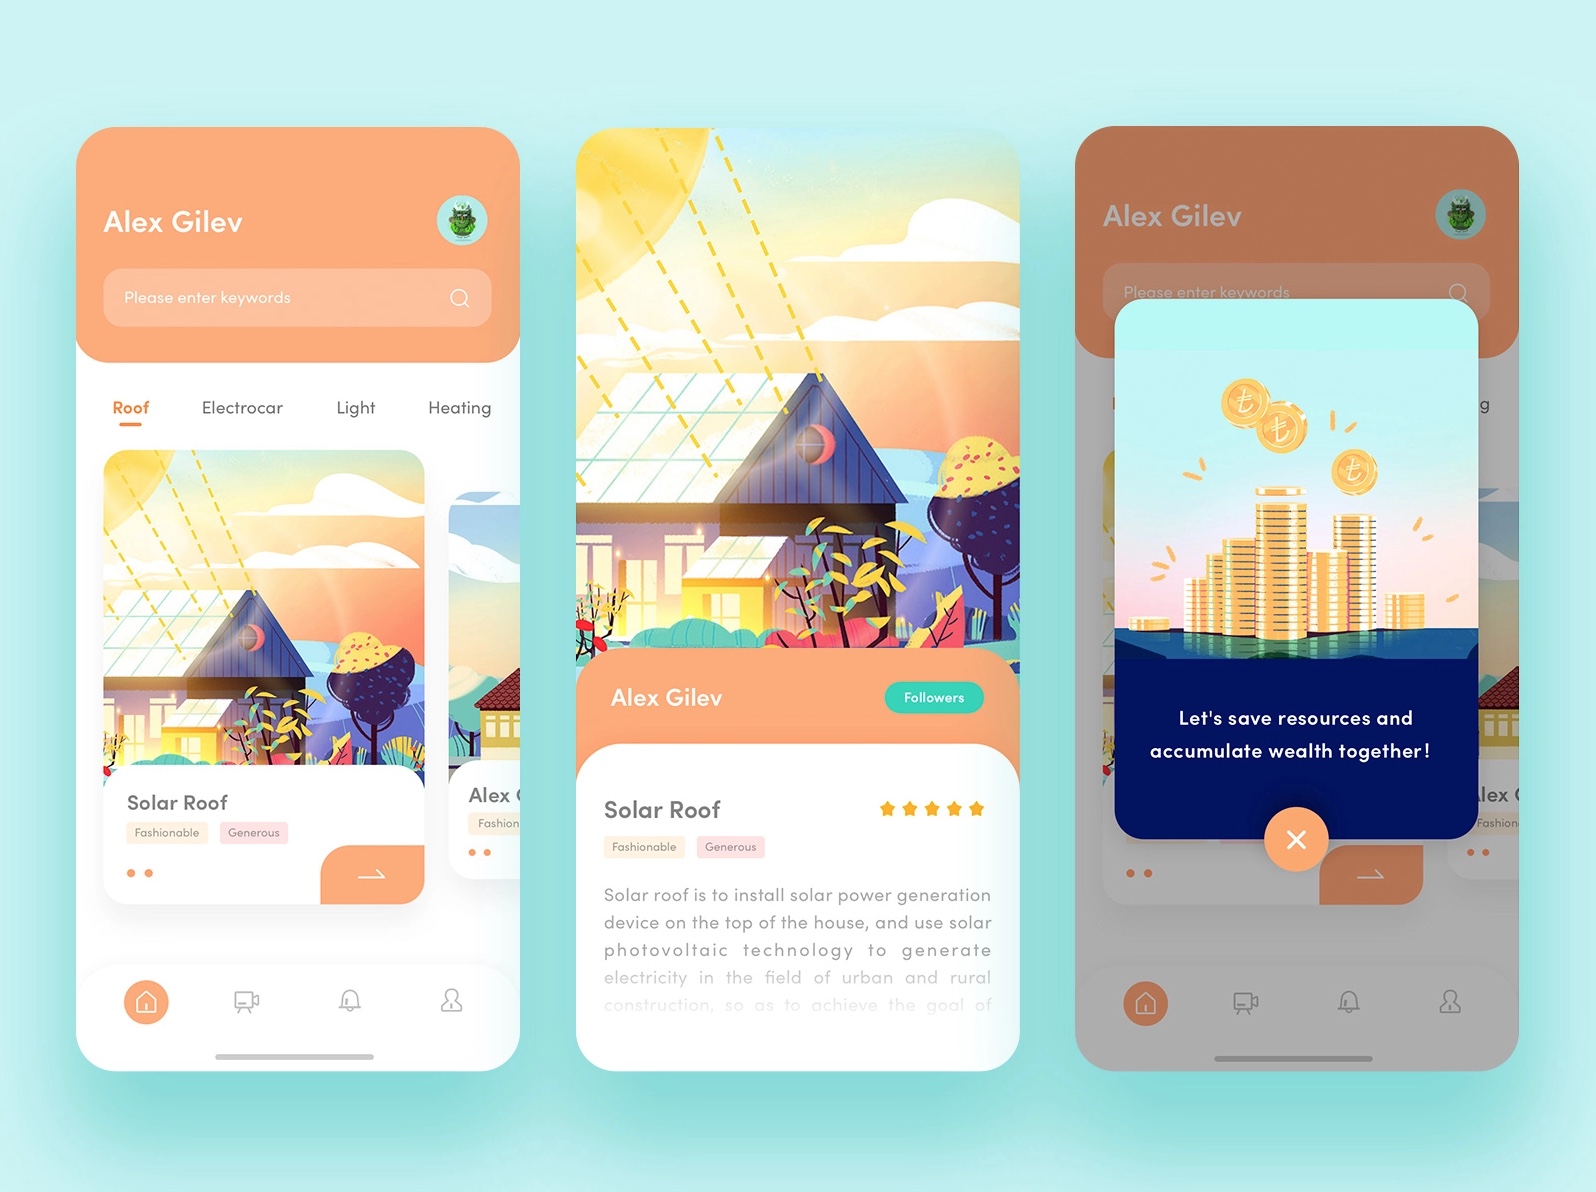 Alex Gilev
Please enter keywords
Roof
Electrocar
Light
Heating
Solar Roof
Fashionable
Generous
Alex
Fashion
Alex Gilev
Followers
Solar Roof
Fashionable
Generous
Solar roof is to install solar power generation
device on the top of the house, and use solar
photovoltaic technology to generate
electricity in the field of urban and rural
construction, so as to achieve the goal of
Alex Gilev
Please enter keywords
g
₺
₺
₺
Let's save resources and
accumulate wealth together!
lex
Fashion